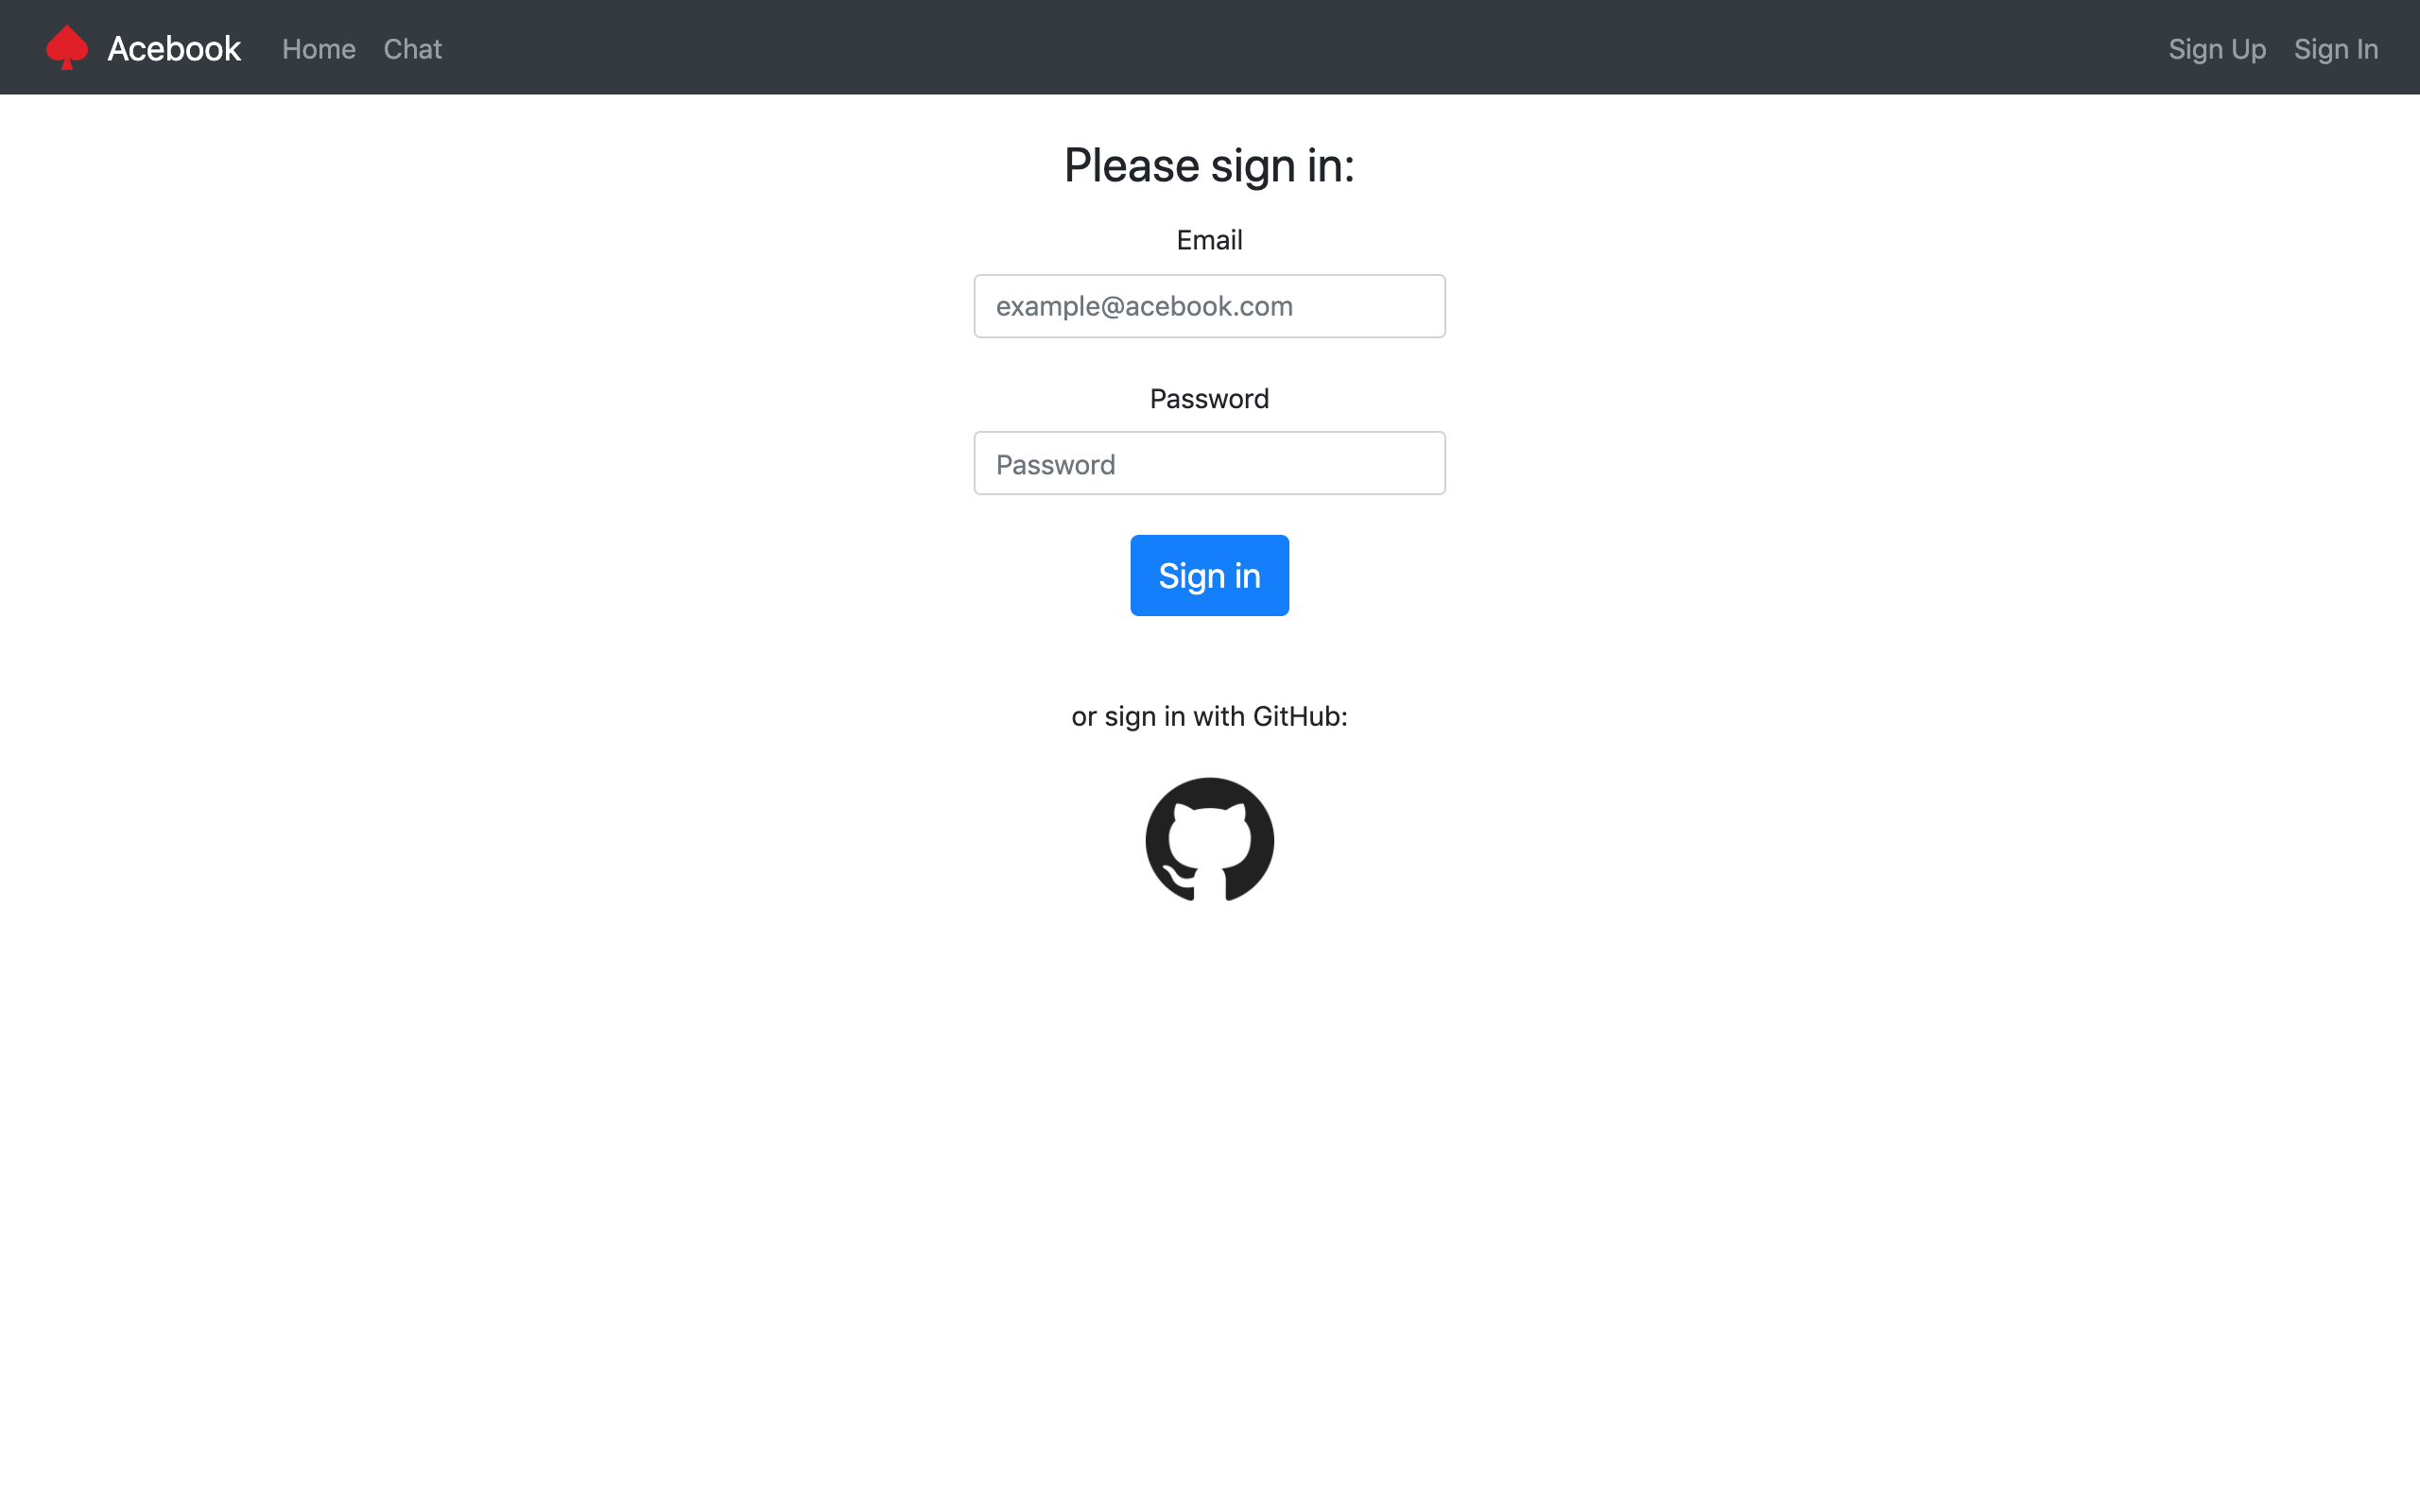 Acebook Home Chat Sign Up Sign In
Please sign in:
Email
example@acebook.com
Password
Password
Sign in
or sign in with GitHub: